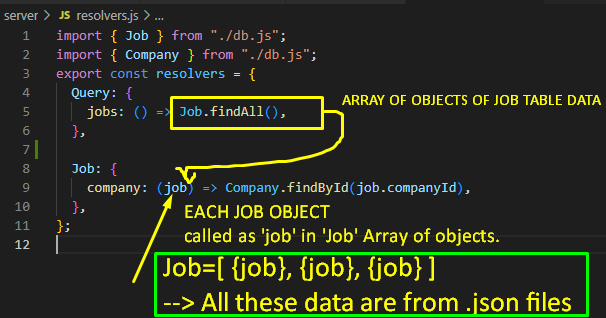 server > JS resolvers.js > ...
1 import { Job } from "./db.js";
2 import { Company } from "./db.js";
3 export const resolvers = {
4 Query: {
5 jobs: () => Job.findAll(),
ARRAY OF OBJECTS OF JOB TABLE DATA
6 },
7
8 Job: {
9 company: (job) => Company.findById(job.companyId),
10 },
EACH JOB OBJECT
11 };
called as 'job' in 'Job' Array of objects.
12
Job=[ {job}, {job}, {job} ]
--> All these data are from .json files